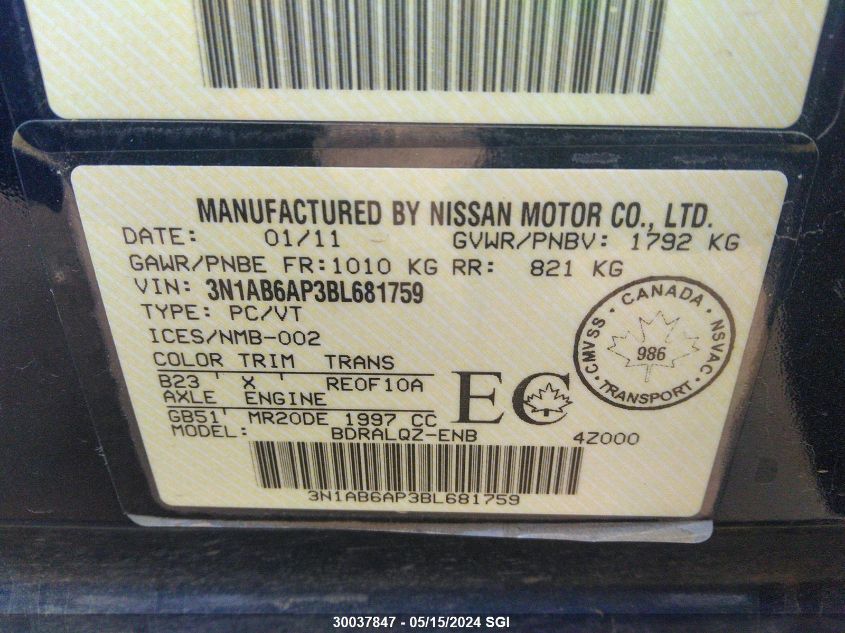 MANUFACTURED BY NISSAN MOTOR CO., LTD.
DATE: 01/11 GVWR/PNBV: 1792 KG
GAWR/PNBE FR: 1010 KG RR: 821 KG
VIN: 3N1AB6AP3BL681759
TYPE: PC/VT
ICES/NMB-002
COLOR TRIM TRANS
B23 ' X ' RE0F10A
AXLE ENGINE
GB51' MR20DE 1997 CC
MODEL: BDRALQZ-ENB 4Z000
EC
3N1AB6AP3BL681759
CANADA
CMVSS · NSVAC
986
TRANSPORT
30037847 - 05/15/2024 SGI